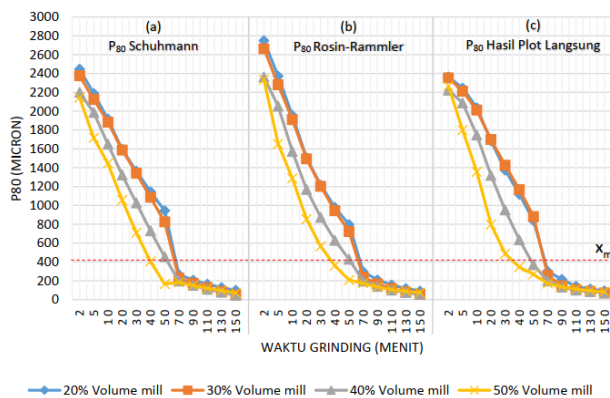 (a)
P80 Schuhmann
(b)
P80 Rosin-Rammler
(c)
P80 Hasil Plot Langsung
P80 (MICRON)
3000
2800
2600
2400
2200
2000
1800
1600
1400
1200
1000
800
600
400
200
0
Xm
2 5 10 20 30 40 50 70 90 110 130 150
2 5 10 20 30 40 50 70 90 110 130 150
2 5 10 20 30 40 50 70 90 110 130 150
WAKTU GRINDING (MENIT)
20% Volume mill 30% Volume mill 40% Volume mill 50% Volume mill